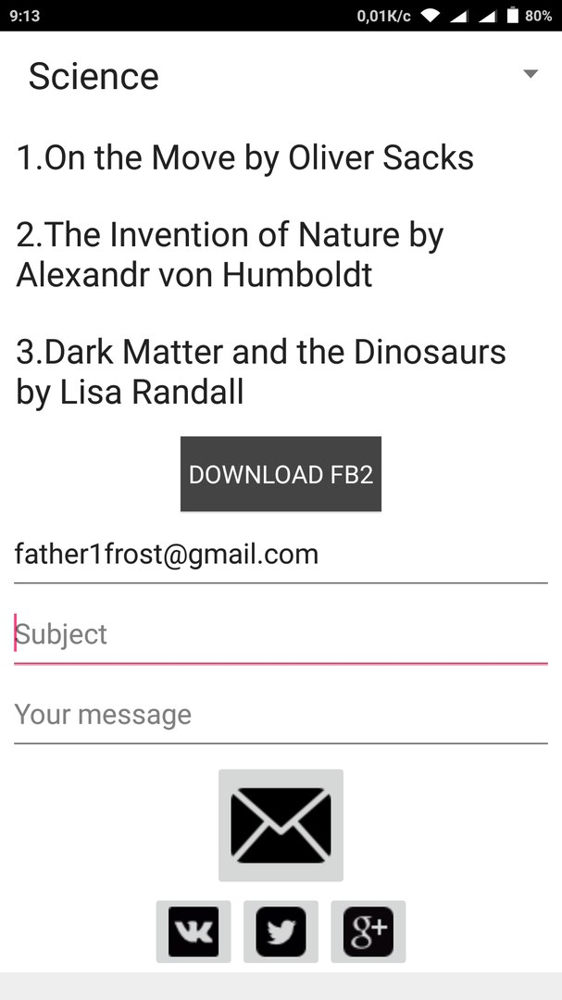 9:13 0,01K/c 80%
Science
1.On the Move by Oliver Sacks
2.The Invention of Nature by
Alexandr von Humboldt
3.Dark Matter and the Dinosaurs
by Lisa Randall
DOWNLOAD FB2
father1frost@gmail.com
Subject
Your message
g+